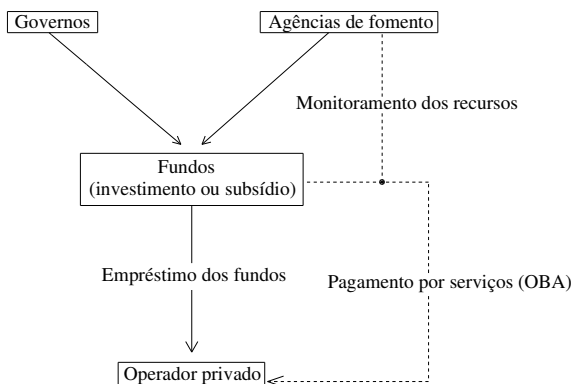 Governos
Agências de fomento
Monitoramento dos recursos
Fundos
(investimento ou subsídio)
Empréstimo dos fundos
Pagamento por serviços (OBA)
Operador privado